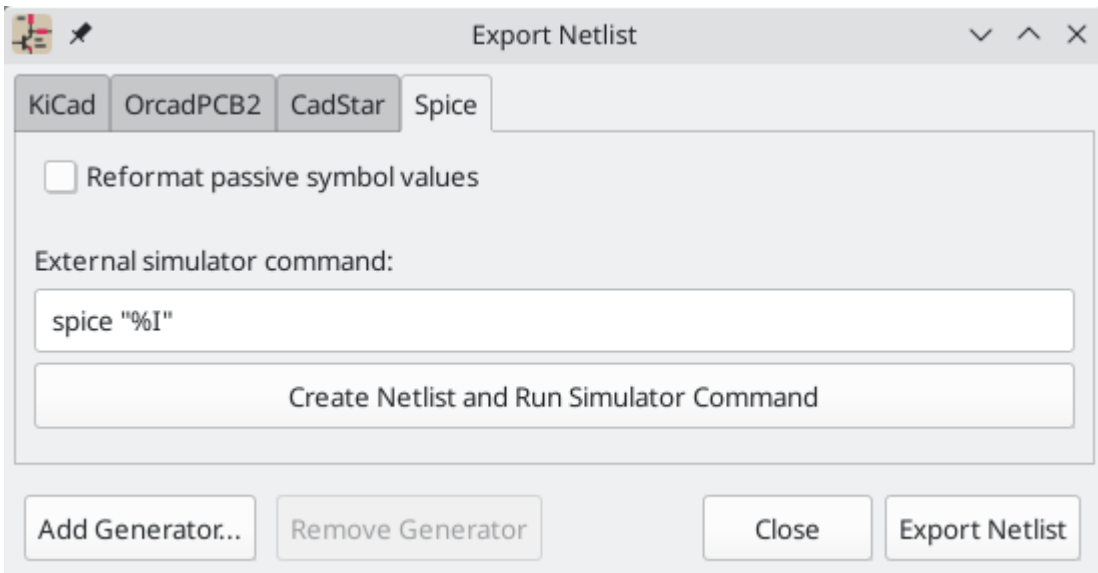 Export Netlist
KiCad OrcadPCB2 CadStar Spice
Reformat passive symbol values
External simulator command:
spice "%I"
Create Netlist and Run Simulator Command
Add Generator... Remove Generator Close Export Netlist